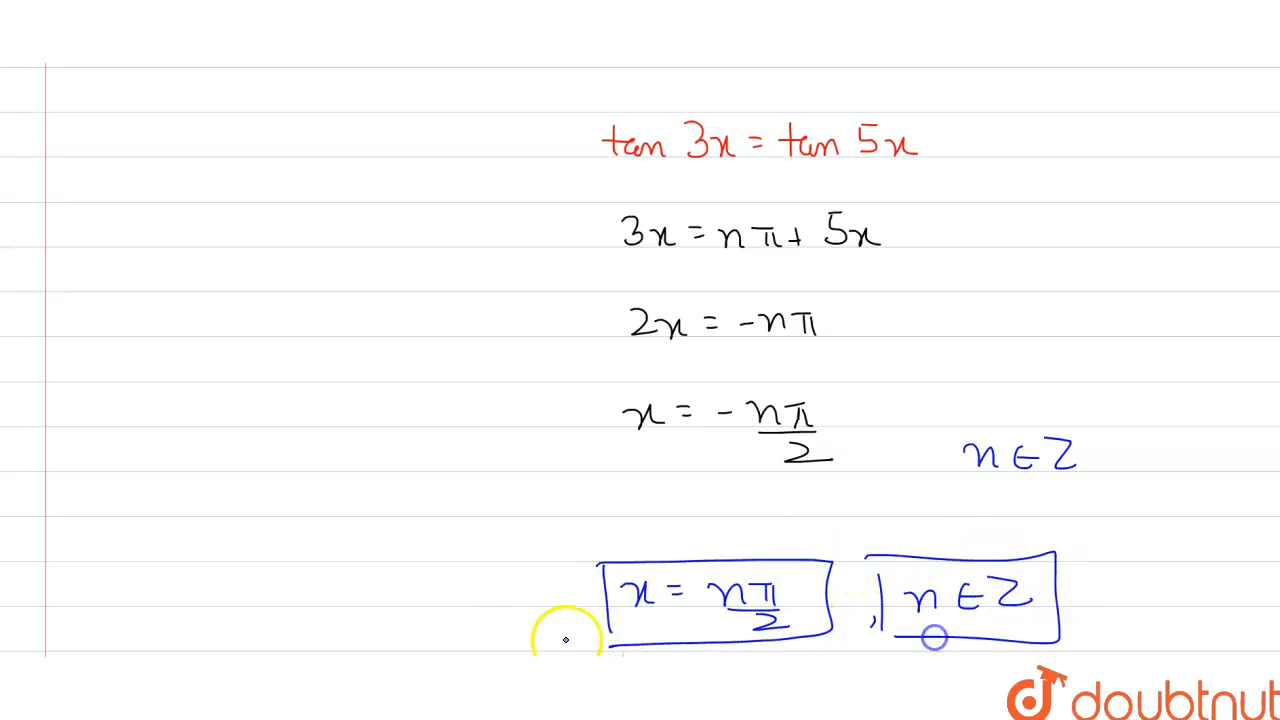 tan 3x = tan 5x
3x = nπ + 5x
2x = -nπ
x = - nπ/2
n ∈ Z
x = nπ/2 , n ∈ Z
doubtnut